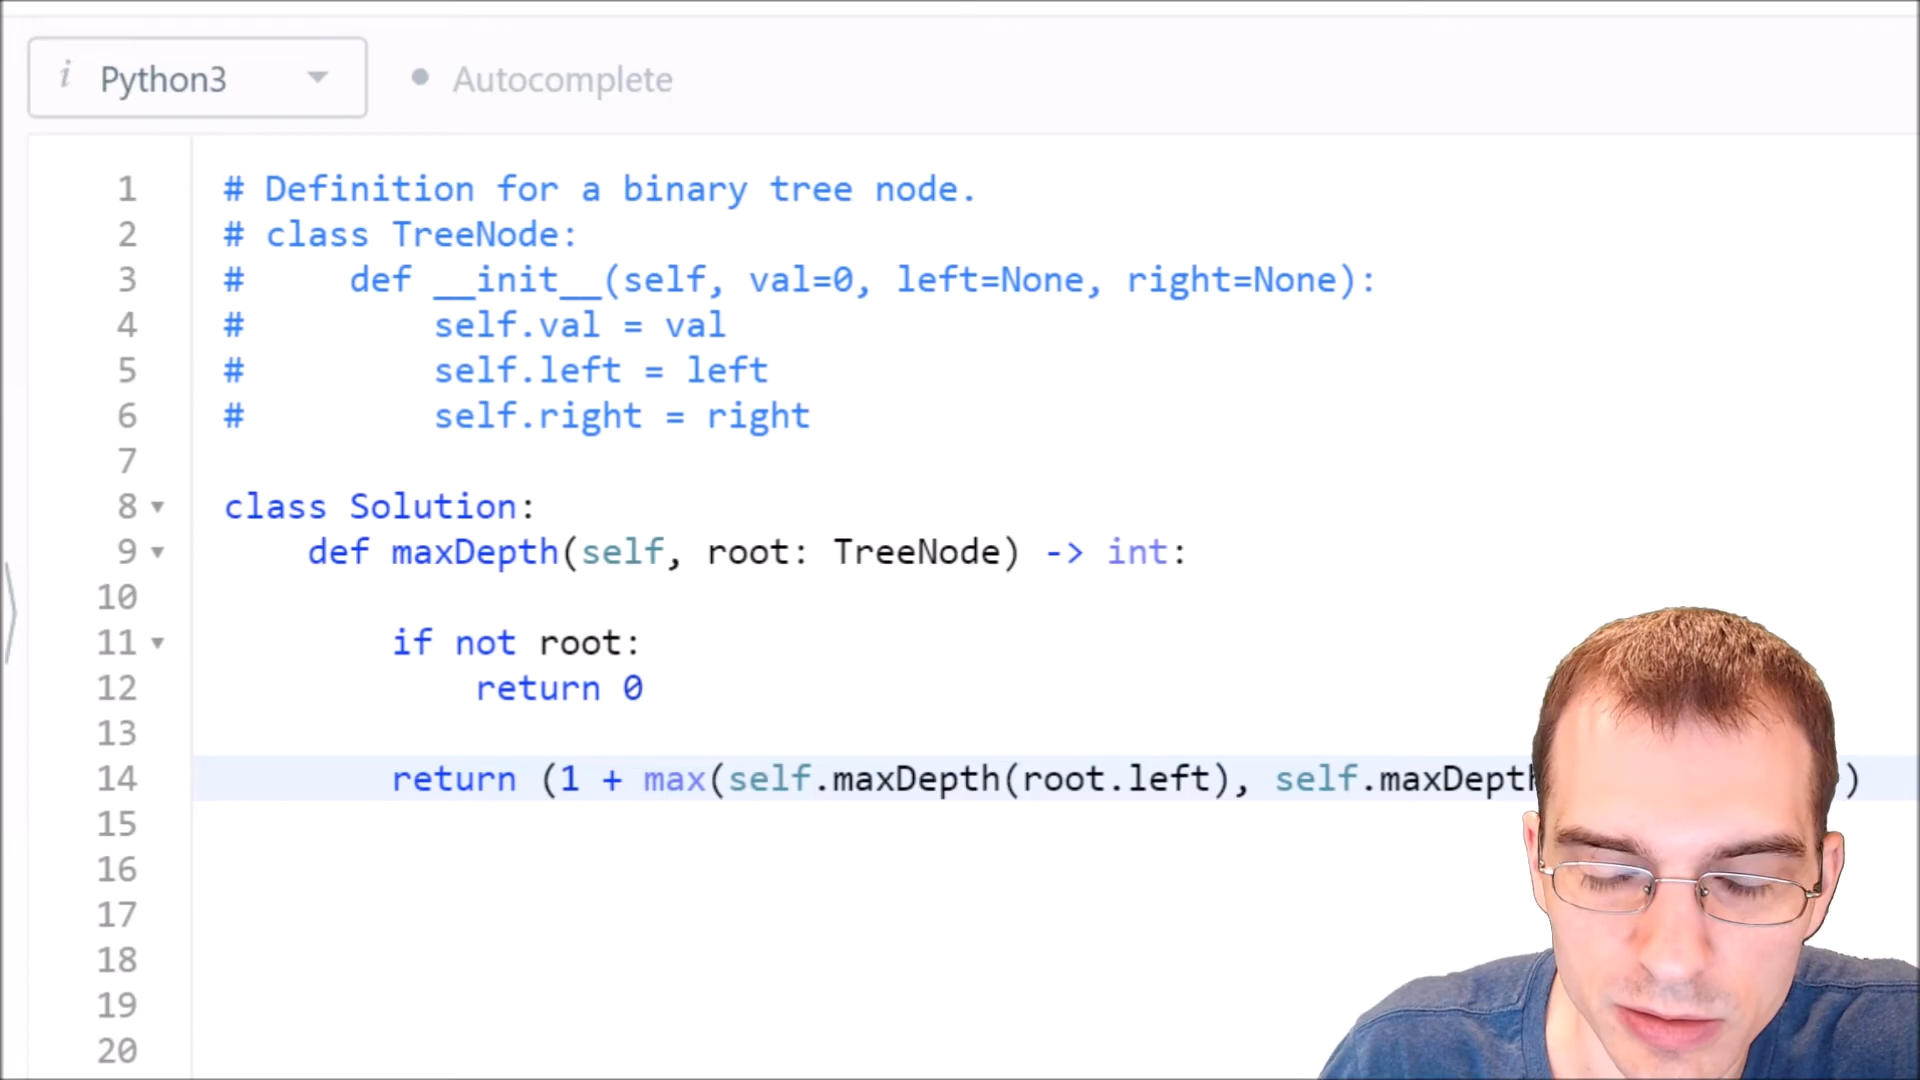 i Python3 Autocomplete
1 # Definition for a binary tree node.
2 # class TreeNode:
3 #     def __init__(self, val=0, left=None, right=None):
4 #         self.val = val
5 #         self.left = left
6 #         self.right = right
7
8 class Solution:
9     def maxDepth(self, root: TreeNode) -> int:
10
11         if not root:
12             return 0
13
14         return (1 + max(self.maxDepth(root.left), self.maxDept )
15
16
17
18
19
20